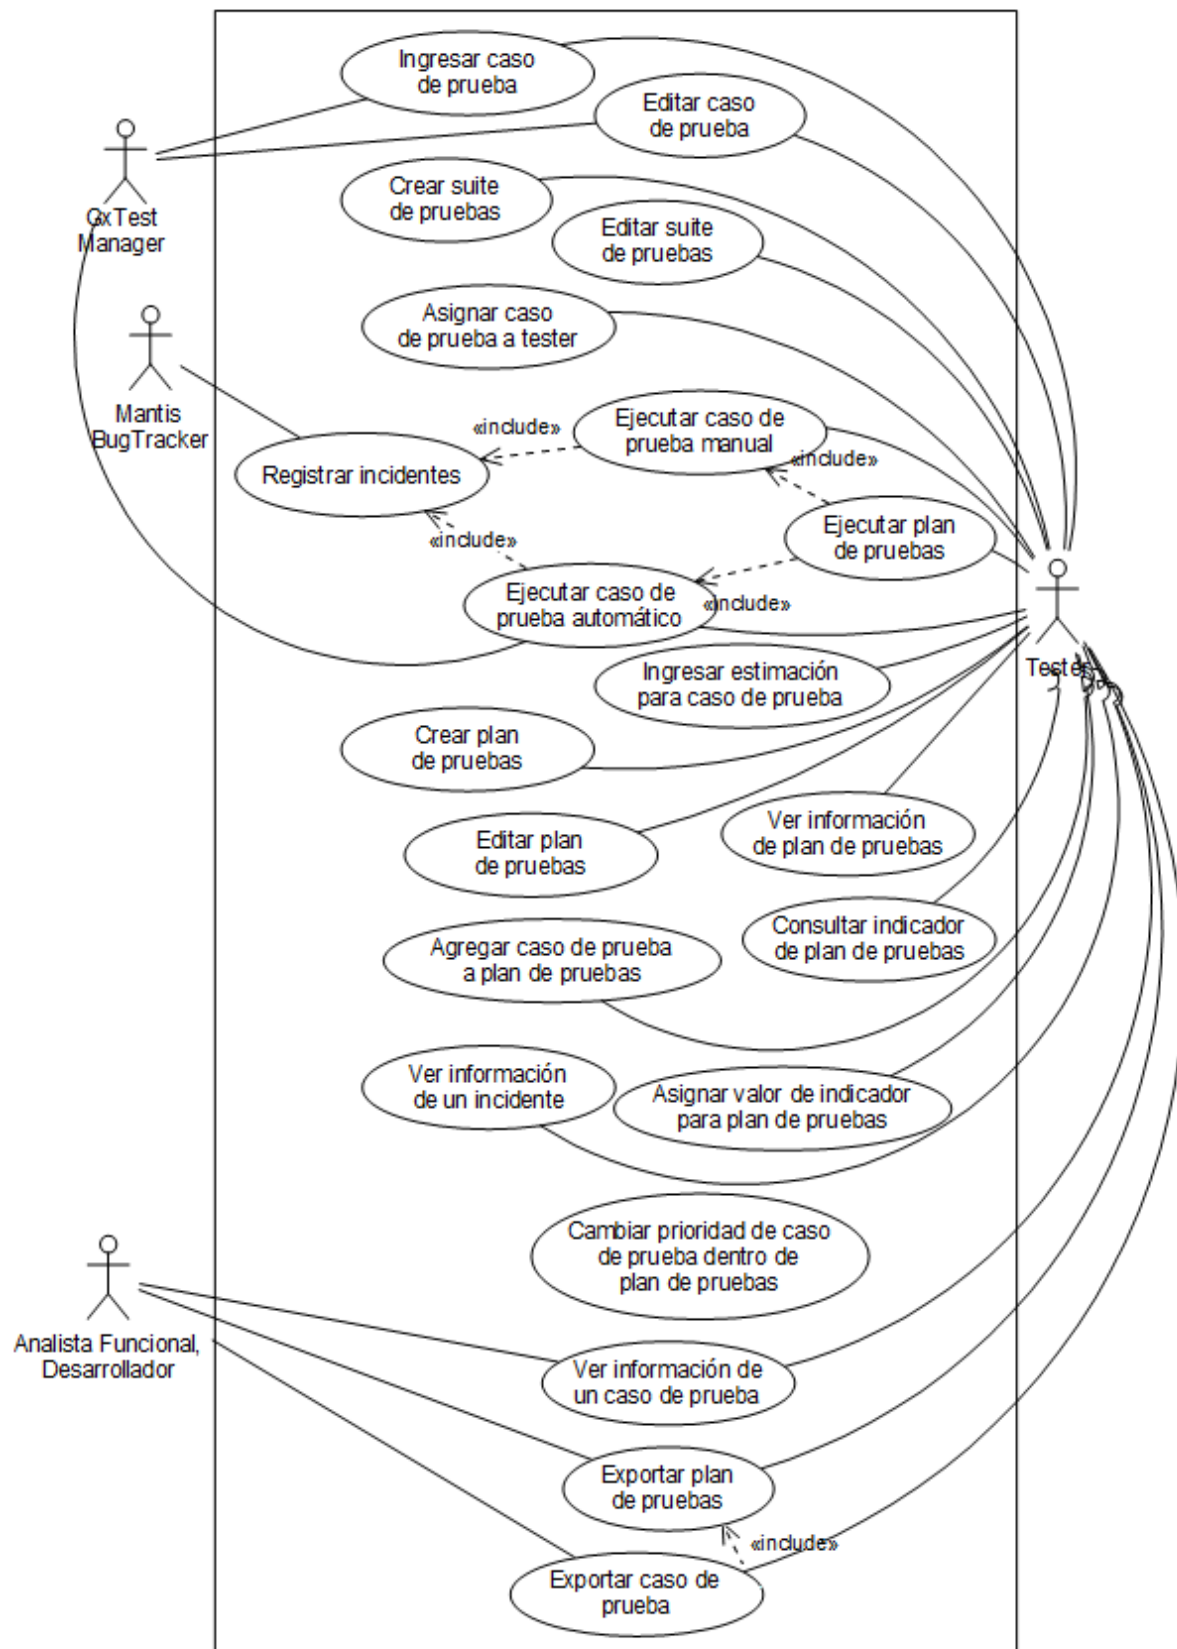 Ingresar caso
de prueba
Editar caso
de prueba
GxTest
Manager
Crear suite
de pruebas
Editar suite
de pruebas
Asignar caso
de prueba a tester
Mantis
BugTracker
Ejecutar caso de
prueba manual
«include»
Registrar incidentes
«include»
Ejecutar plan
de pruebas
«include»
Ejecutar caso de
prueba automático
«include»
Tester
Ingresar estimación
para caso de prueba
Crear plan
de pruebas
Ver información
de plan de pruebas
Editar plan
de pruebas
Consultar indicador
de plan de pruebas
Agregar caso de prueba
a plan de pruebas
Ver información
de un incidente
Asignar valor de indicador
para plan de pruebas
Cambiar prioridad de caso
de prueba dentro de
plan de pruebas
Analista Funcional,
Desarrollador
Ver información de
un caso de prueba
Exportar plan
de pruebas
«include»
Exportar caso de
prueba